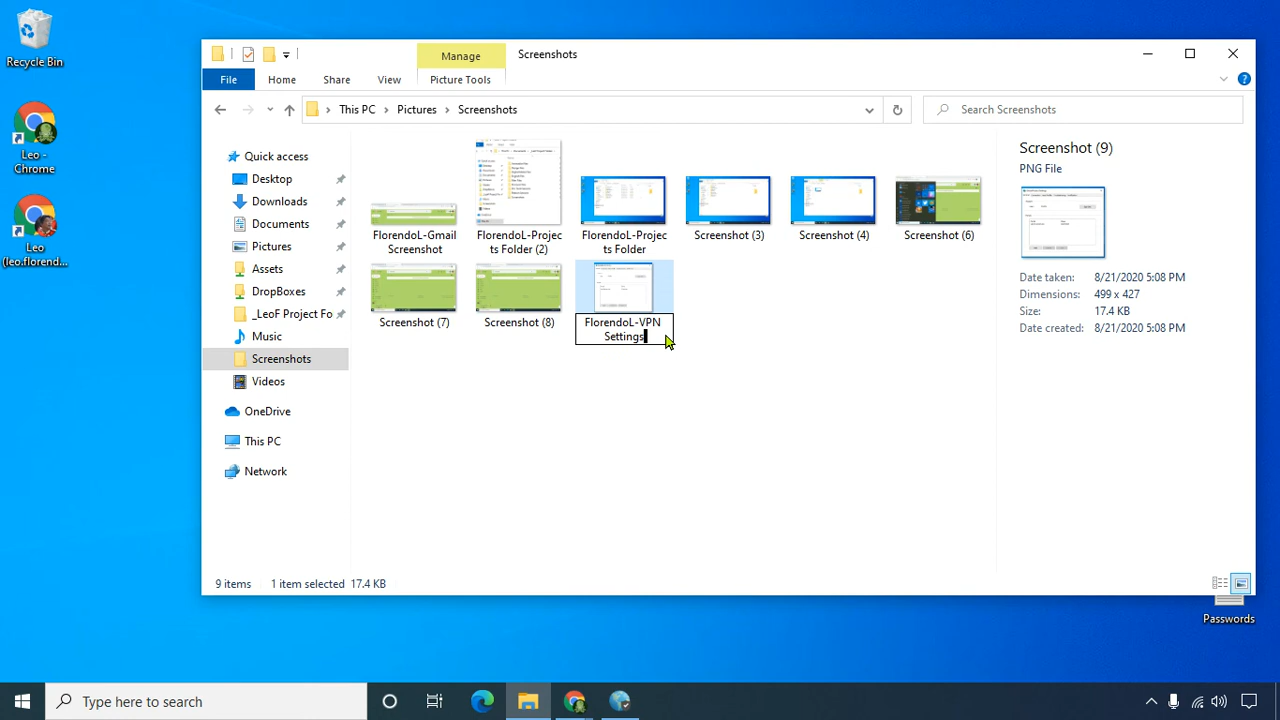 Recycle Bin
Leo -
Chrome
Leo
(leo.florend...
Manage
Screenshots
File
Home
Share
View
Picture Tools
This PC
Pictures
Screenshots
Search Screenshots
Quick access
Desktop
Downloads
Documents
Pictures
Assets
DropBoxes
_LeoF Project Fo
Music
Screenshots
Videos
OneDrive
This PC
Network
FlorendoL-Gmail
Screenshot
FlorendoL-Projec
ts Folder (2)
FlorendoL-Projec
ts Folder
Screenshot (3)
Screenshot (4)
Screenshot (6)
Screenshot (7)
Screenshot (8)
FlorendoL-VPN
Settings
Screenshot (9)
PNG File
Date taken: 8/21/2020 5:08 PM
Dimensions: 499 x 427
Size: 17.4 KB
Date created: 8/21/2020 5:08 PM
9 items
1 item selected 17.4 KB
Passwords
Type here to search